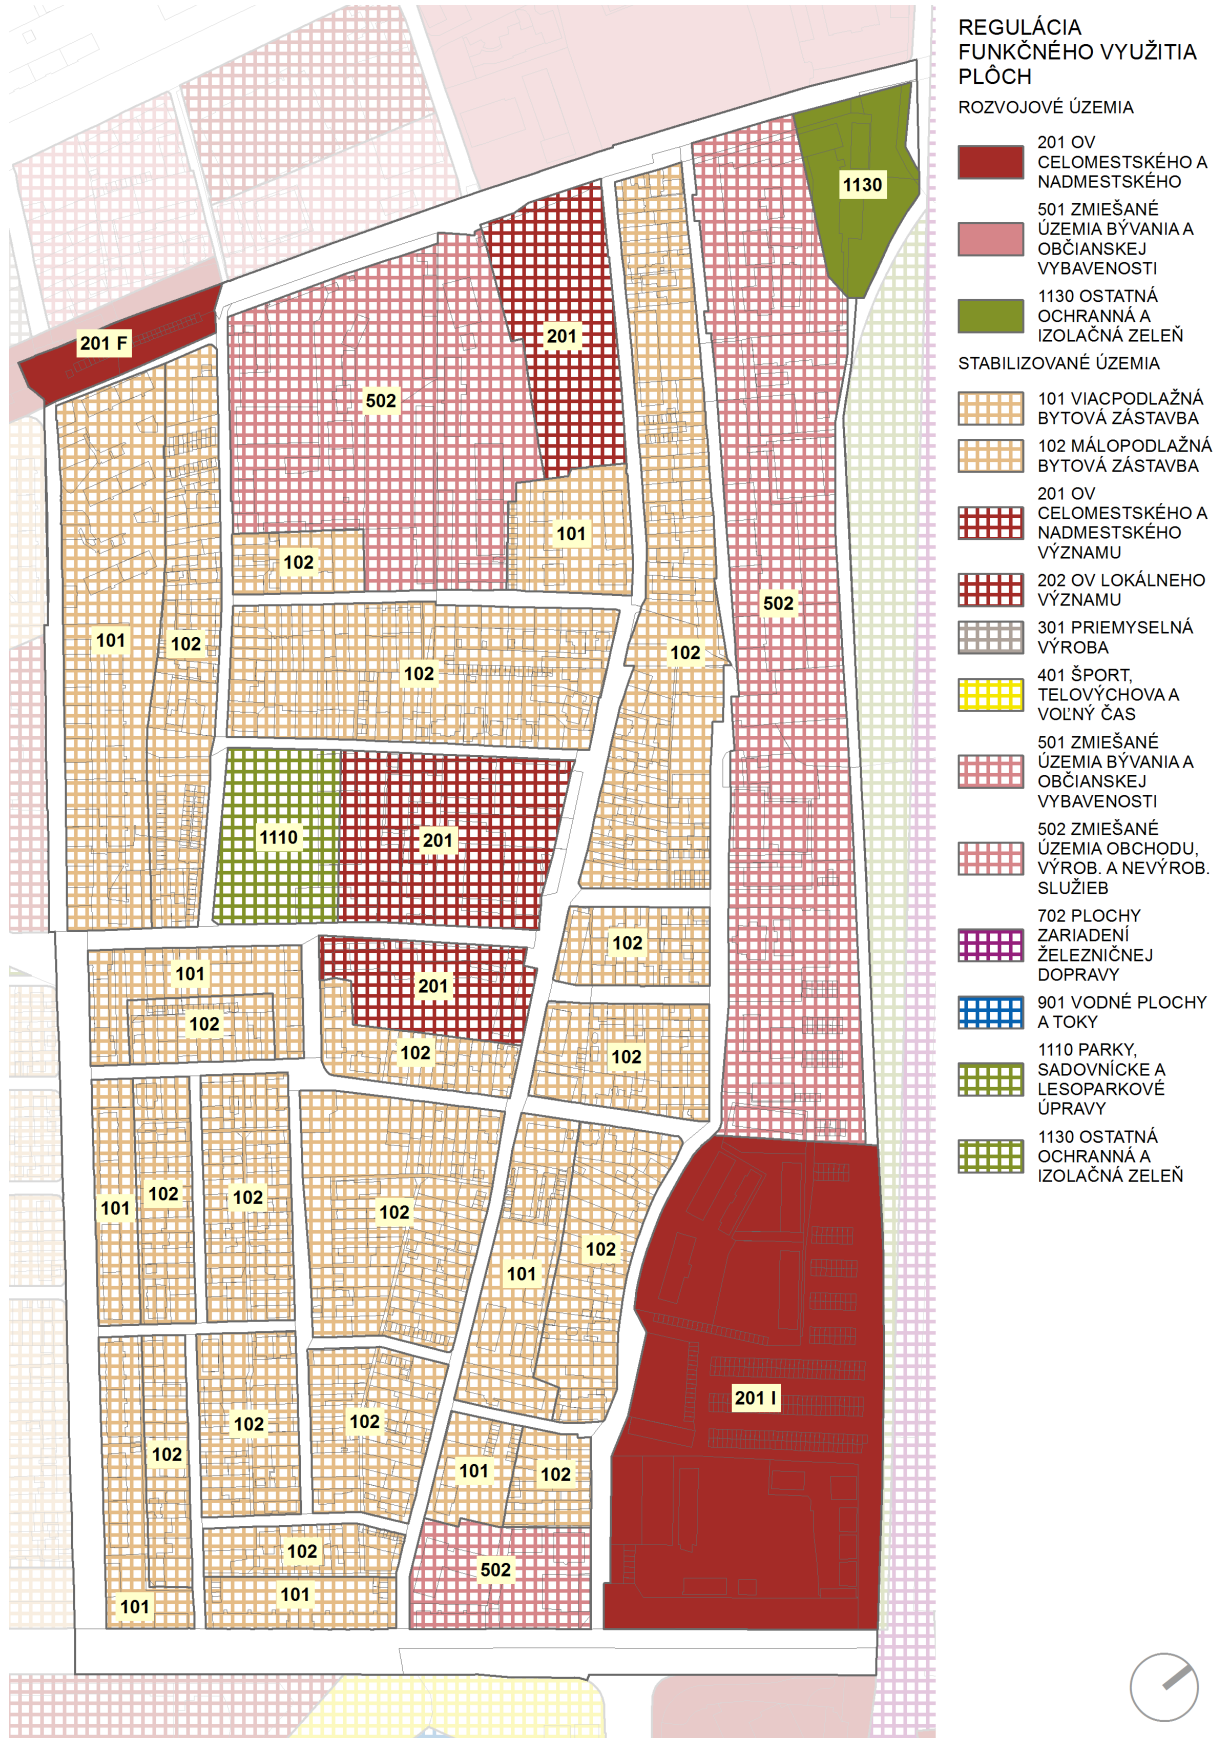 REGULÁCIA
FUNKČNÉHO VYUŽITIA
PLÔCH
ROZVOJOVÉ ÚZEMIA
201 OV
CELOMESTSKÉHO A
NADMESTSKÉHO
501 ZMIEŠANÉ
ÚZEMIA BÝVANIA A
OBČIANSKEJ
VYBAVENOSTI
1130 OSTATNÁ
OCHRANNÁ A
IZOLAČNÁ ZELEŇ
STABILIZOVANÉ ÚZEMIA
101 VIACPODLAŽNÁ
BYTOVÁ ZÁSTAVBA
102 MÁLOPODLAŽNÁ
BYTOVÁ ZÁSTAVBA
201 OV
CELOMESTSKÉHO A
NADMESTSKÉHO
VÝZNAMU
202 OV LOKÁLNEHO
VÝZNAMU
301 PRIEMYSELNÁ
VÝROBA
401 ŠPORT,
TELOVÝCHOVA A
VOĽNÝ ČAS
501 ZMIEŠANÉ
ÚZEMIA BÝVANIA A
OBČIANSKEJ
VYBAVENOSTI
502 ZMIEŠANÉ
ÚZEMIA OBCHODU,
VÝROB. A NEVÝROB.
SLUŽIEB
702 PLOCHY
ZARIADENÍ
ŽELEZNIČNEJ
DOPRAVY
901 VODNÉ PLOCHY
A TOKY
1110 PARKY,
SADOVNÍCKE A
LESOPARKOVÉ
ÚPRAVY
1130 OSTATNÁ
OCHRANNÁ A
IZOLAČNÁ ZELEŇ
1130
201
201 F
502
101
102
502
101
102
102
102
1110
201
102
101
201
102
102
102
101
102
102
102
102
101
101
201 I
102
102
102
101
102
102
502
101
101